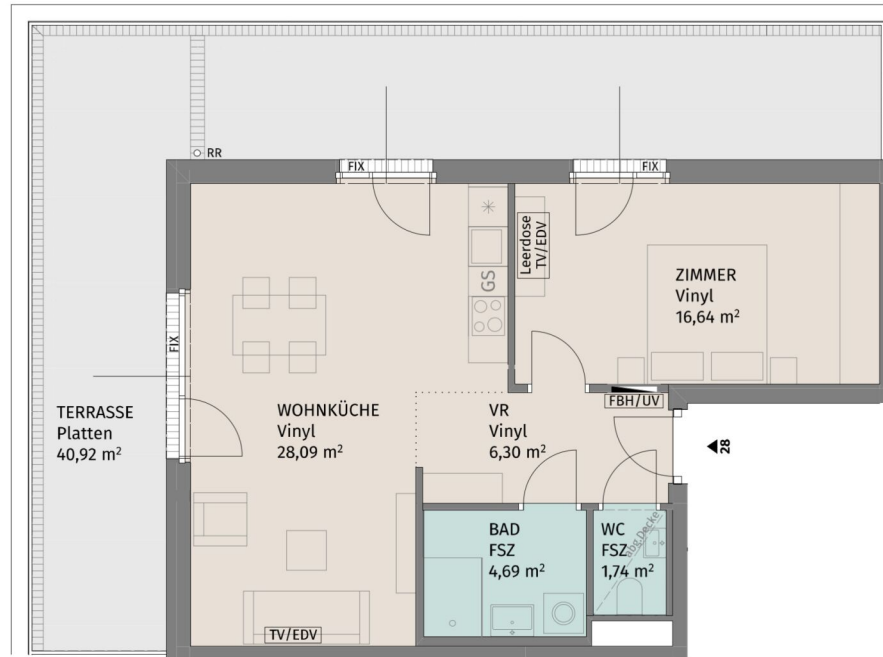 RR
FIX
FIX
Leerdose
TV/EDV
GS
ZIMMER
Vinyl
16,64 m²
FIX
TERRASSE
Platten
40,92 m²
WOHNKÜCHE
Vinyl
28,09 m²
VR
Vinyl
6,30 m²
FBH/UV
28
BAD
FSZ
4,69 m²
WC
FSZ
1,74 m²
abg.Decke
TV/EDV